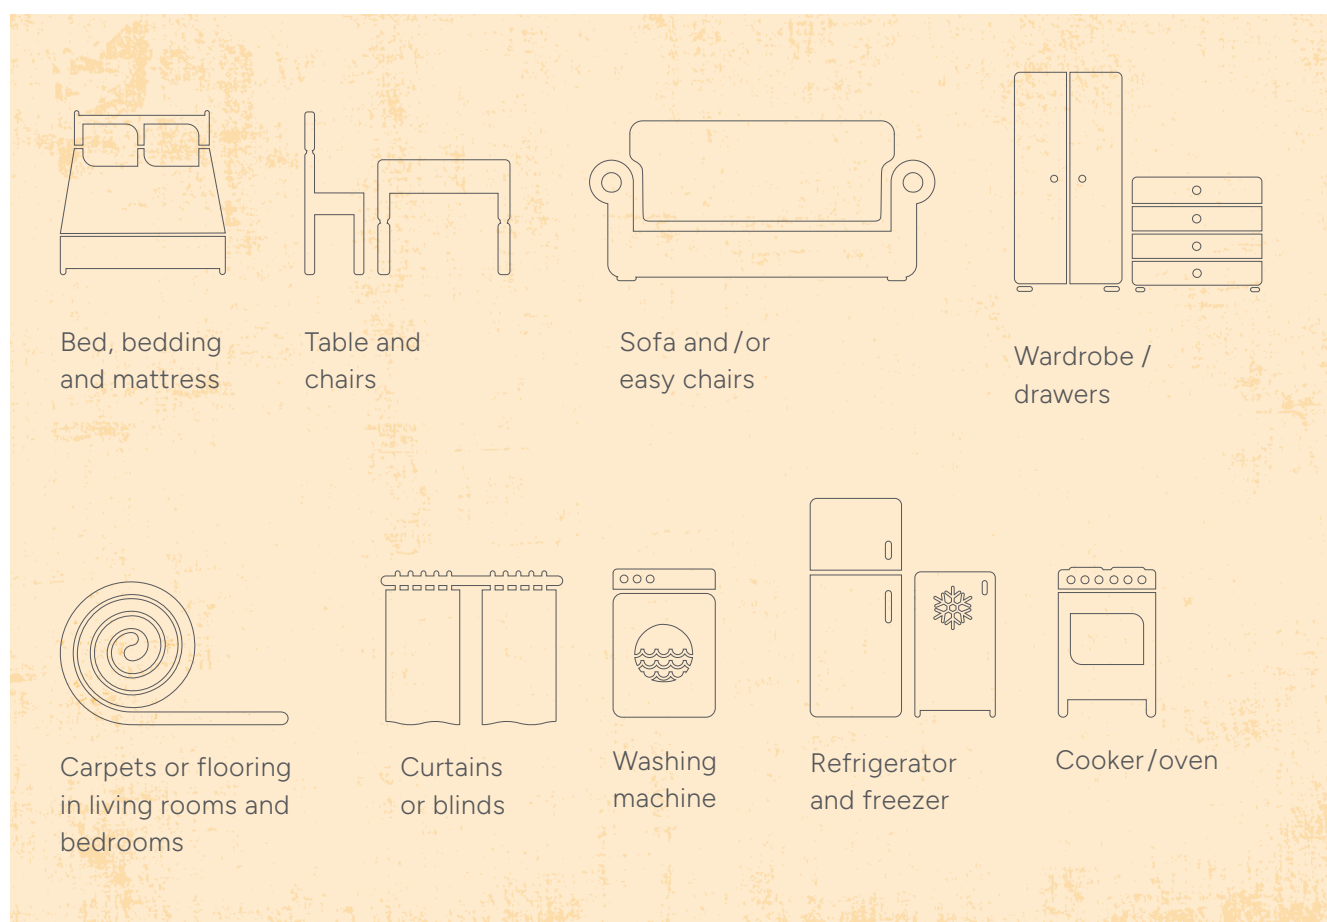 Bed, bedding
and mattress
Table and
chairs
Sofa and/or
easy chairs
Wardrobe /
drawers
Carpets or flooring
in living rooms and
bedrooms
Curtains
or blinds
Washing
machine
Refrigerator
and freezer
Cooker/oven